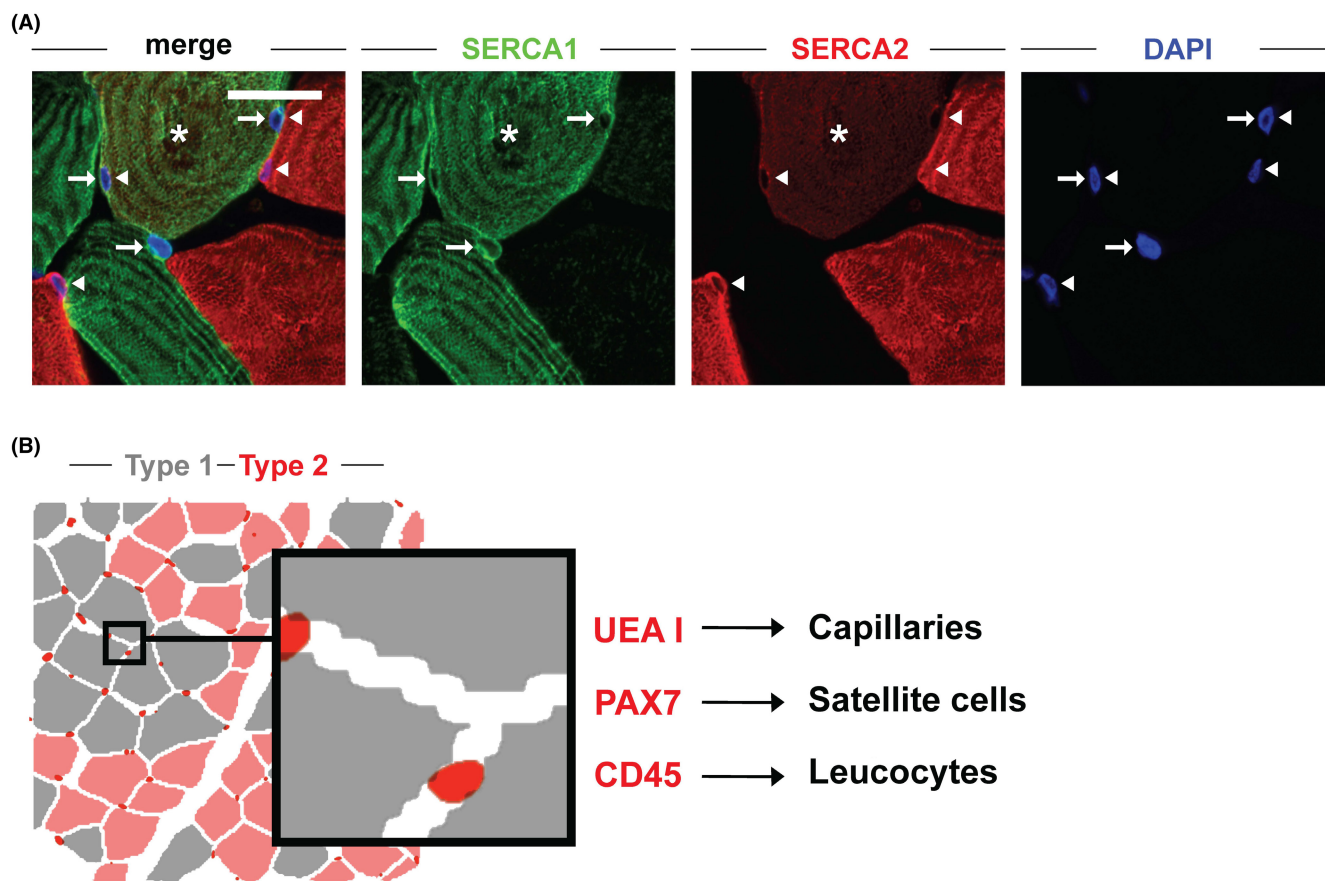 (A)
merge SERCA1 SERCA2 DAPI
* * *
(B)
Type 1 Type 2
UEA I Capillaries
PAX7 Satellite cells
CD45 Leucocytes